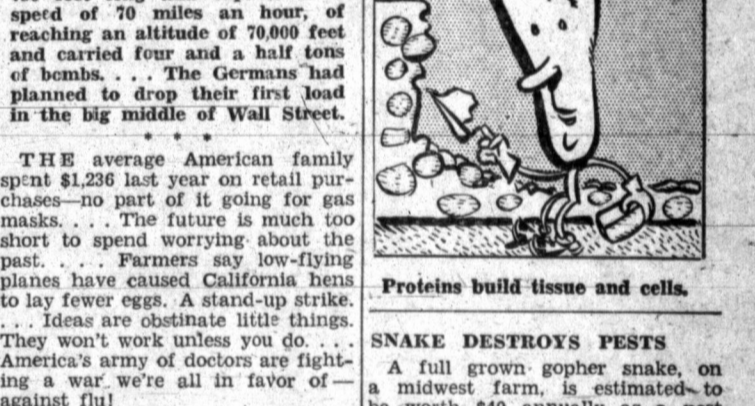 speed of 70 miles an hour, of
reaching an altitude of 70,000 feet
and carried four and a half tons
of bombs. . . . The Germans had
planned to drop their first load
in the big middle of Wall Street.
* * *
THE average American family
spent $1,236 last year on retail pur-
chases—no part of it going for gas
masks. . . . The future is much too
short to spend worrying about the
past. . . . Farmers say low-flying
planes have caused California hens
to lay fewer eggs. A stand-up strike.
. . . Ideas are obstinate little things.
They won't work unless you do. . . .
America's army of doctors are fight-
ing a war we're all in favor of—
against flu!
Proteins build tissue and cells.
SNAKE DESTROYS PESTS
A full grown gopher snake, on
a midwest farm, is estimated to
be worth $40 annually as a pest